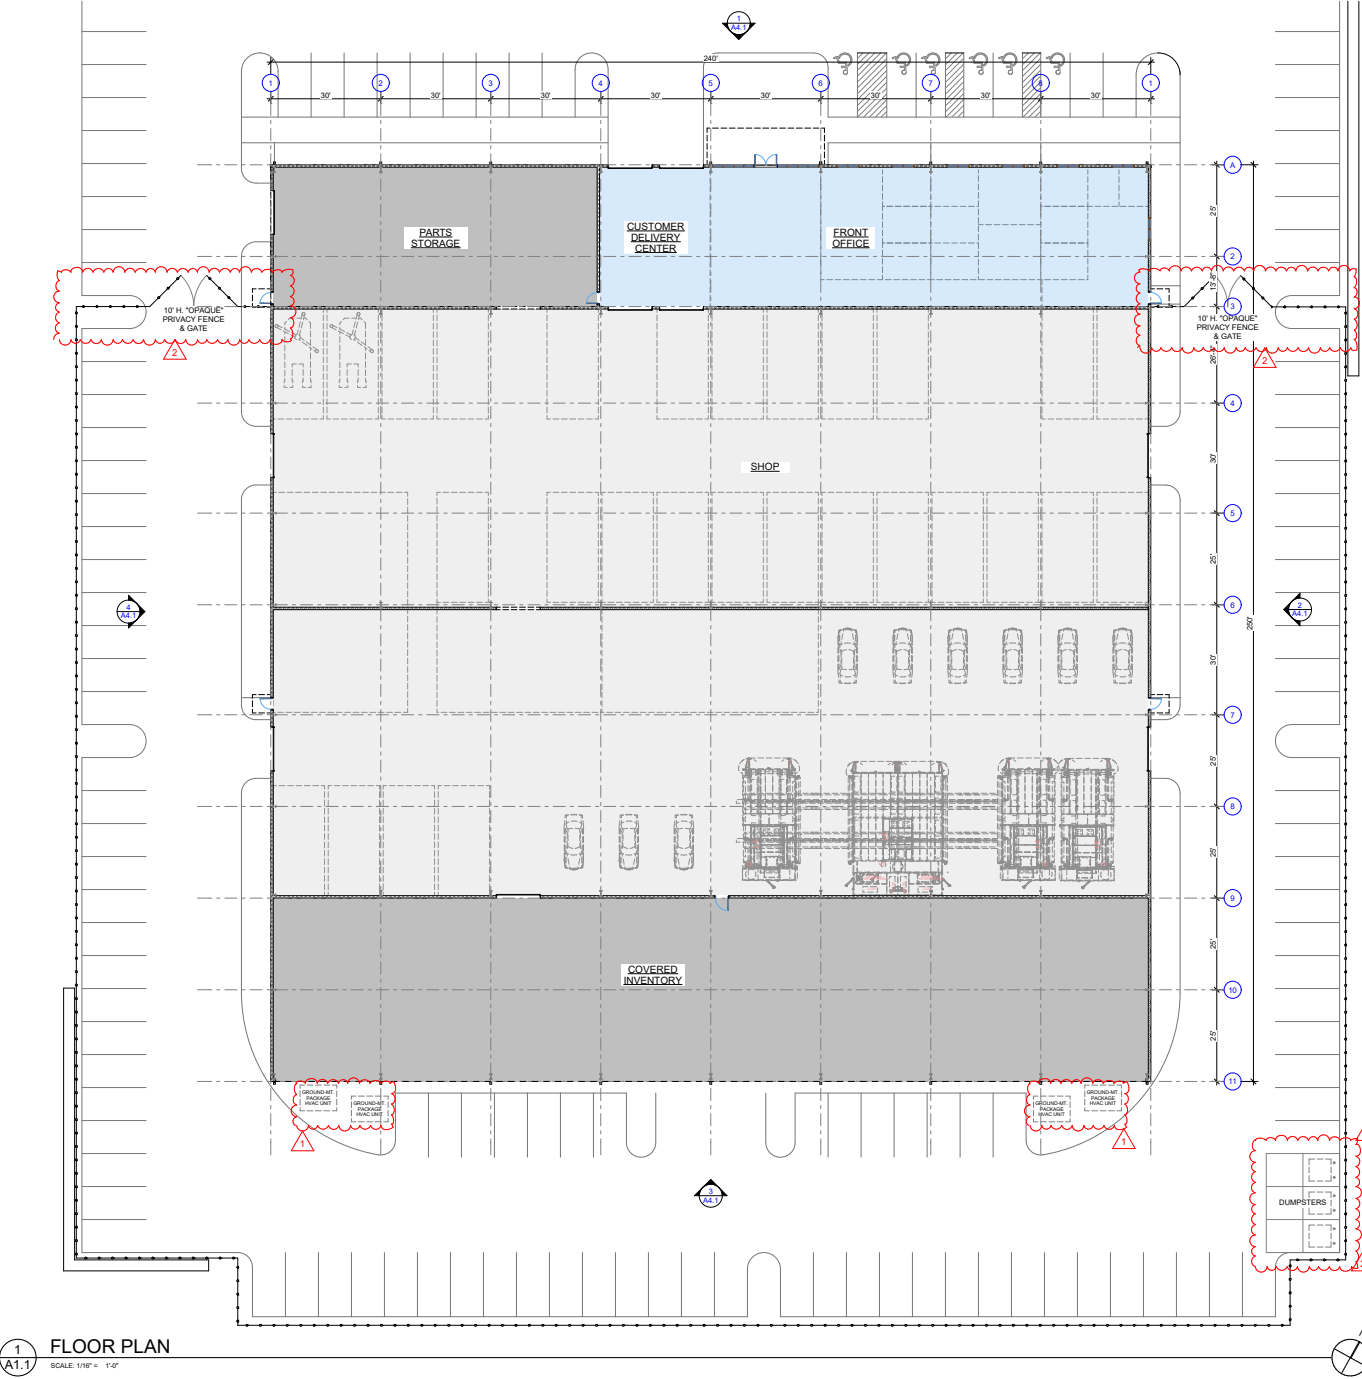 1
A4.1
240'
1
2
3
4
5
6
7
8
1
30'
30'
30'
30'
30'
30'
30'
30'
A
25'
PARTS
STORAGE
CUSTOMER
DELIVERY
CENTER
FRONT
OFFICE
2
13'-8"
3
10' H. "OPAQUE"
PRIVACY FENCE
& GATE
2
10' H. "OPAQUE"
PRIVACY FENCE
& GATE
2
4
SHOP
30'
5
25'
6
4
A4.1
2
A4.1
250'
30'
7
25'
8
25'
9
25'
COVERED
INVENTORY
10
25'
11
GROUND-MT.
PACKAGE
HVAC UNIT
GROUND-MT.
PACKAGE
HVAC UNIT
1
GROUND-MT.
PACKAGE
HVAC UNIT
GROUND-MT.
PACKAGE
HVAC UNIT
1
3
A4.1
DUMPSTERS
1
A1.1
FLOOR PLAN
SCALE: 1/16" = 1'-0"